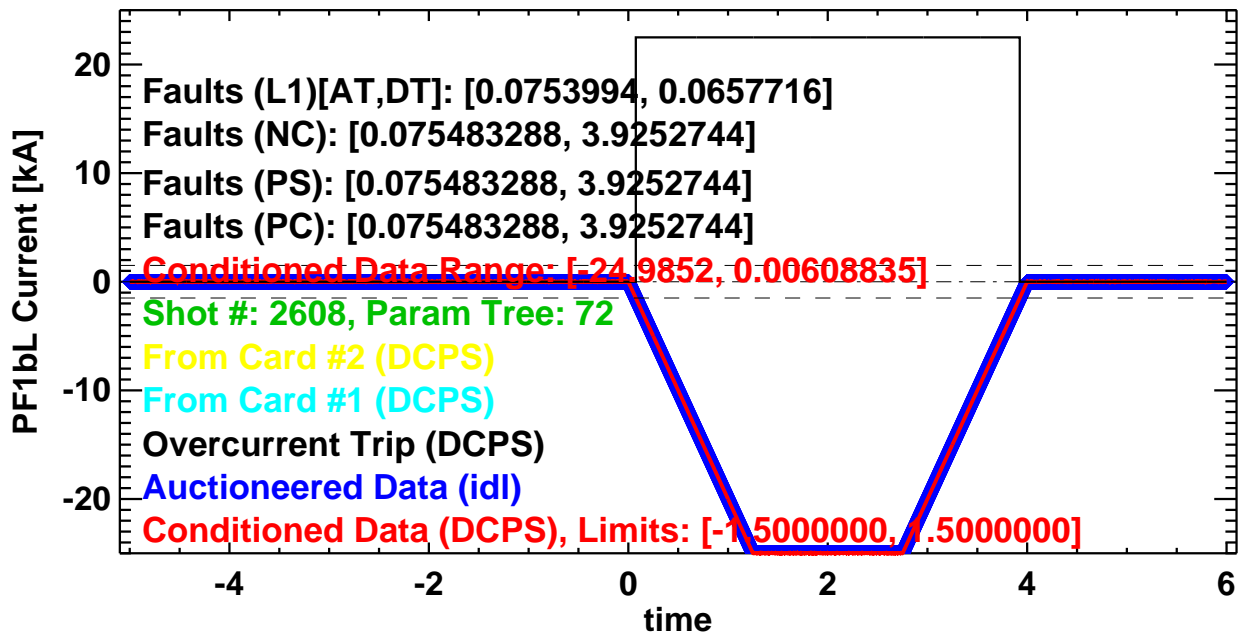 20
10
0
-10
-20
PF1bL Current [kA]
Faults (L1)[AT,DT]: [0.0753994, 0.0657716]
Faults (NC): [0.075483288, 3.9252744]
Faults (PS): [0.075483288, 3.9252744]
Faults (PC): [0.075483288, 3.9252744]
Conditioned Data Range: [-24.9852, 0.00608835]
Shot #: 2608, Param Tree: 72
From Card #2 (DCPS)
From Card #1 (DCPS)
Overcurrent Trip (DCPS)
Auctioneered Data (idl)
Conditioned Data (DCPS), Limits: [-1.5000000, 1.5000000]
-4 -2 0 2 4 6
time